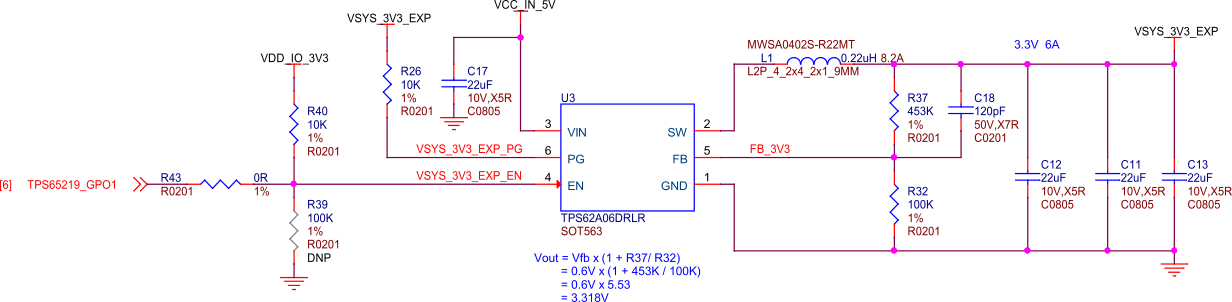 VCC_IN_5V
VSYS_3V3_EXP
VDD_IO_3V3
R26
10K
1%
R0201
C17
22uF
10V,X5R
C0805
R40
10K
1%
R0201
U3
3 VIN
6 PG
4 EN
SW 2
FB 5
GND 1
TPS62A06DRLR
SOT563
VSYS_3V3_EXP_PG
VSYS_3V3_EXP_EN
[6] TPS65219_GPO1
R43 0R
R0201 1%
R39
100K
1%
R0201
DNP
MWSA0402S-R22MT
L1 0.22uH 8.2A
L2P_4_2x4_2x1_9MM
3.3V 6A
VSYS_3V3_EXP
R37
453K
1%
R0201
C18
120pF
50V,X7R
C0201
FB_3V3
R32
100K
1%
R0201
C12
22uF
10V,X5R
C0805
C11
22uF
10V,X5R
C0805
C13
22uF
10V,X5R
C0805
Vout = Vfb x (1 + R37/ R32)
= 0.6V x (1 + 453K / 100K)
= 0.6V x 5.53
= 3.318V